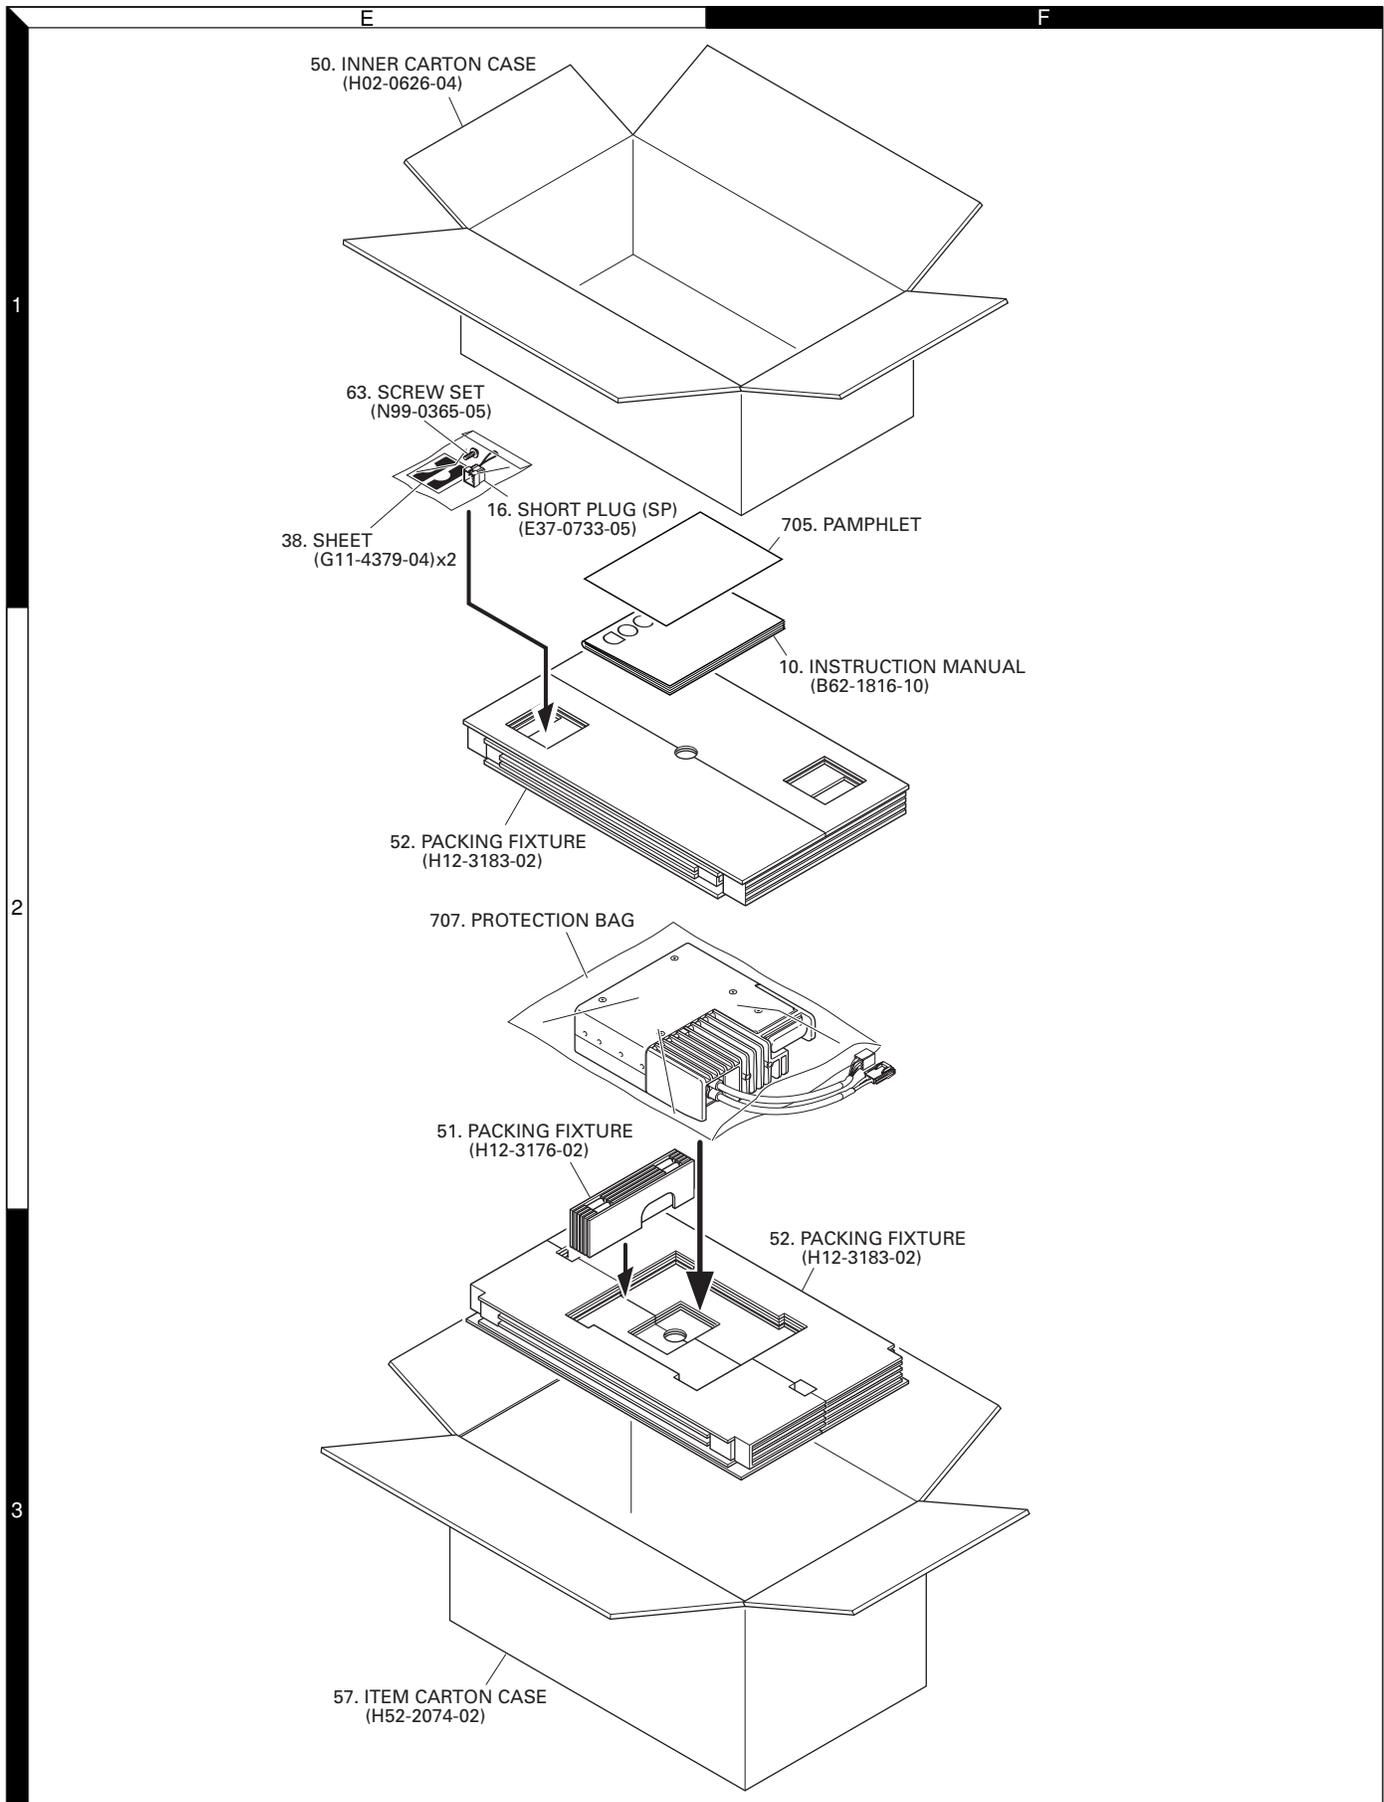 E
F
50. INNER CARTON CASE
(H02-0626-04)
1
63. SCREW SET
(N99-0365-05)
16. SHORT PLUG (SP)
(E37-0733-05)
705. PAMPHLET
38. SHEET
(G11-4379-04)x2
DOC
10. INSTRUCTION MANUAL
(B62-1816-10)
52. PACKING FIXTURE
(H12-3183-02)
2
707. PROTECTION BAG
51. PACKING FIXTURE
(H12-3176-02)
52. PACKING FIXTURE
(H12-3183-02)
3
57. ITEM CARTON CASE
(H52-2074-02)